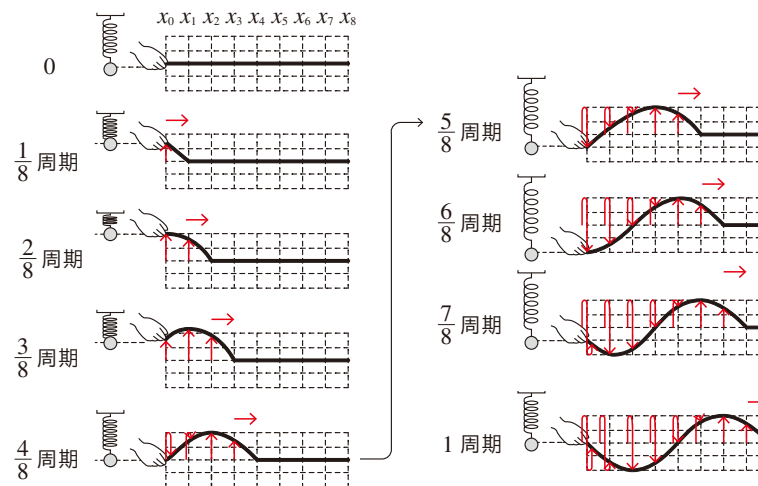 x₀ x₁ x₂ x₃ x₄ x₅ x₆ x₇ x₈
0
1/8 周期
2/8 周期
3/8 周期
4/8 周期
5/8 周期
6/8 周期
7/8 周期
1 周期